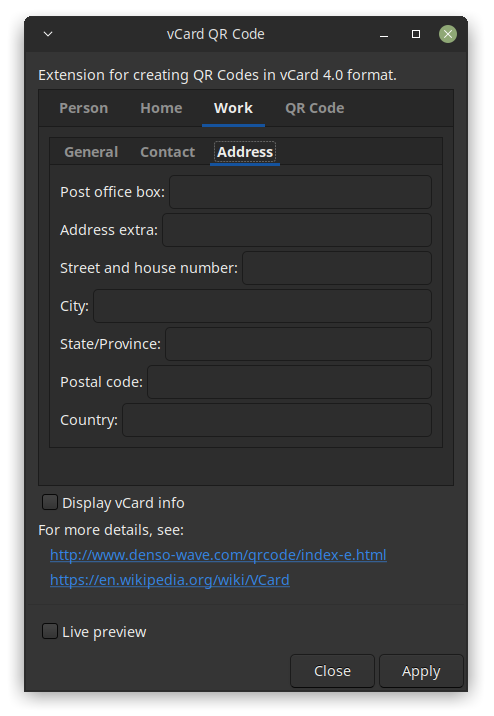 vCard QR Code
Extension for creating QR Codes in vCard 4.0 format.
Person Home Work QR Code
General Contact Address
Post office box:
Address extra:
Street and house number:
City:
State/Province:
Postal code:
Country:
Display vCard info
For more details, see:
http://www.denso-wave.com/qrcode/index-e.html
https://en.wikipedia.org/wiki/VCard
Live preview
Close Apply